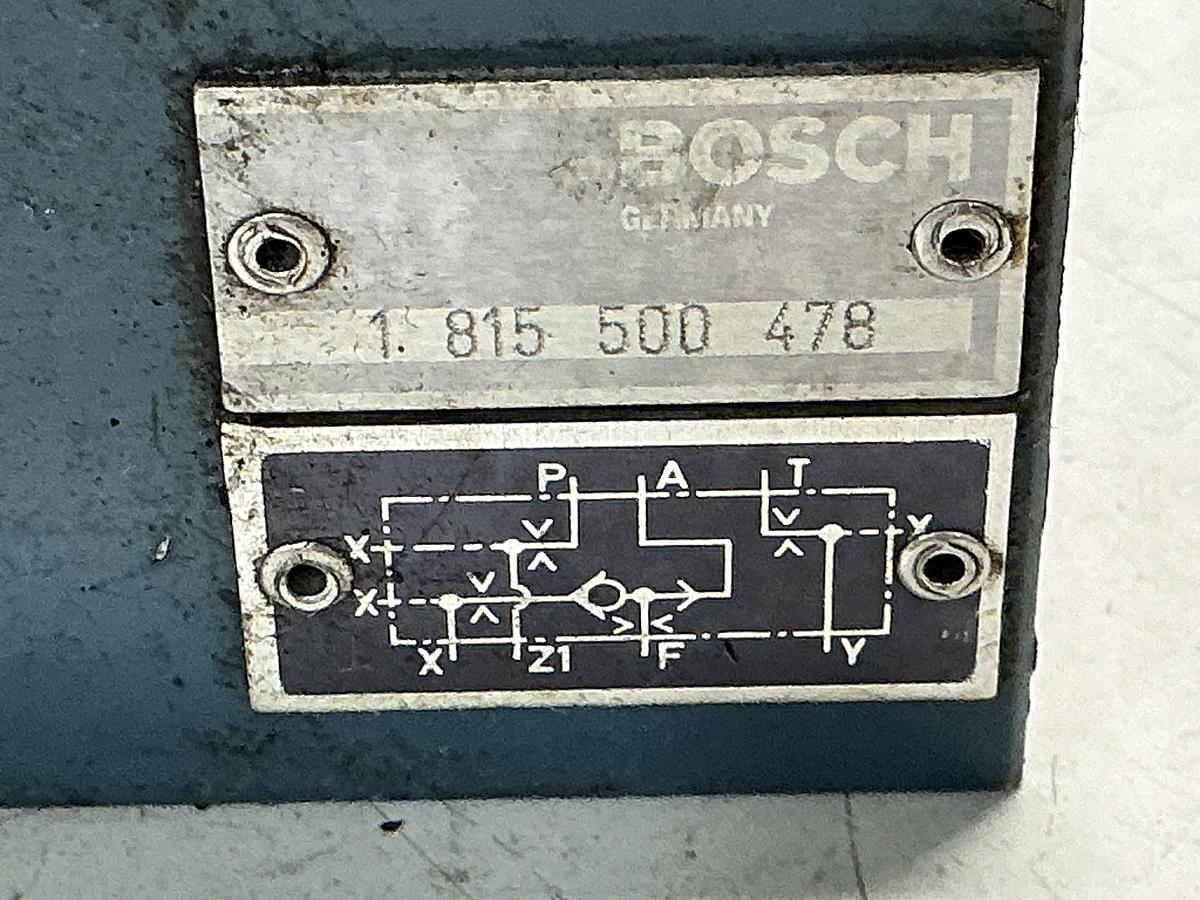 BOSCH
GERMANY
1. 815 500 478
P A T
X X
X
X Z1 F Y